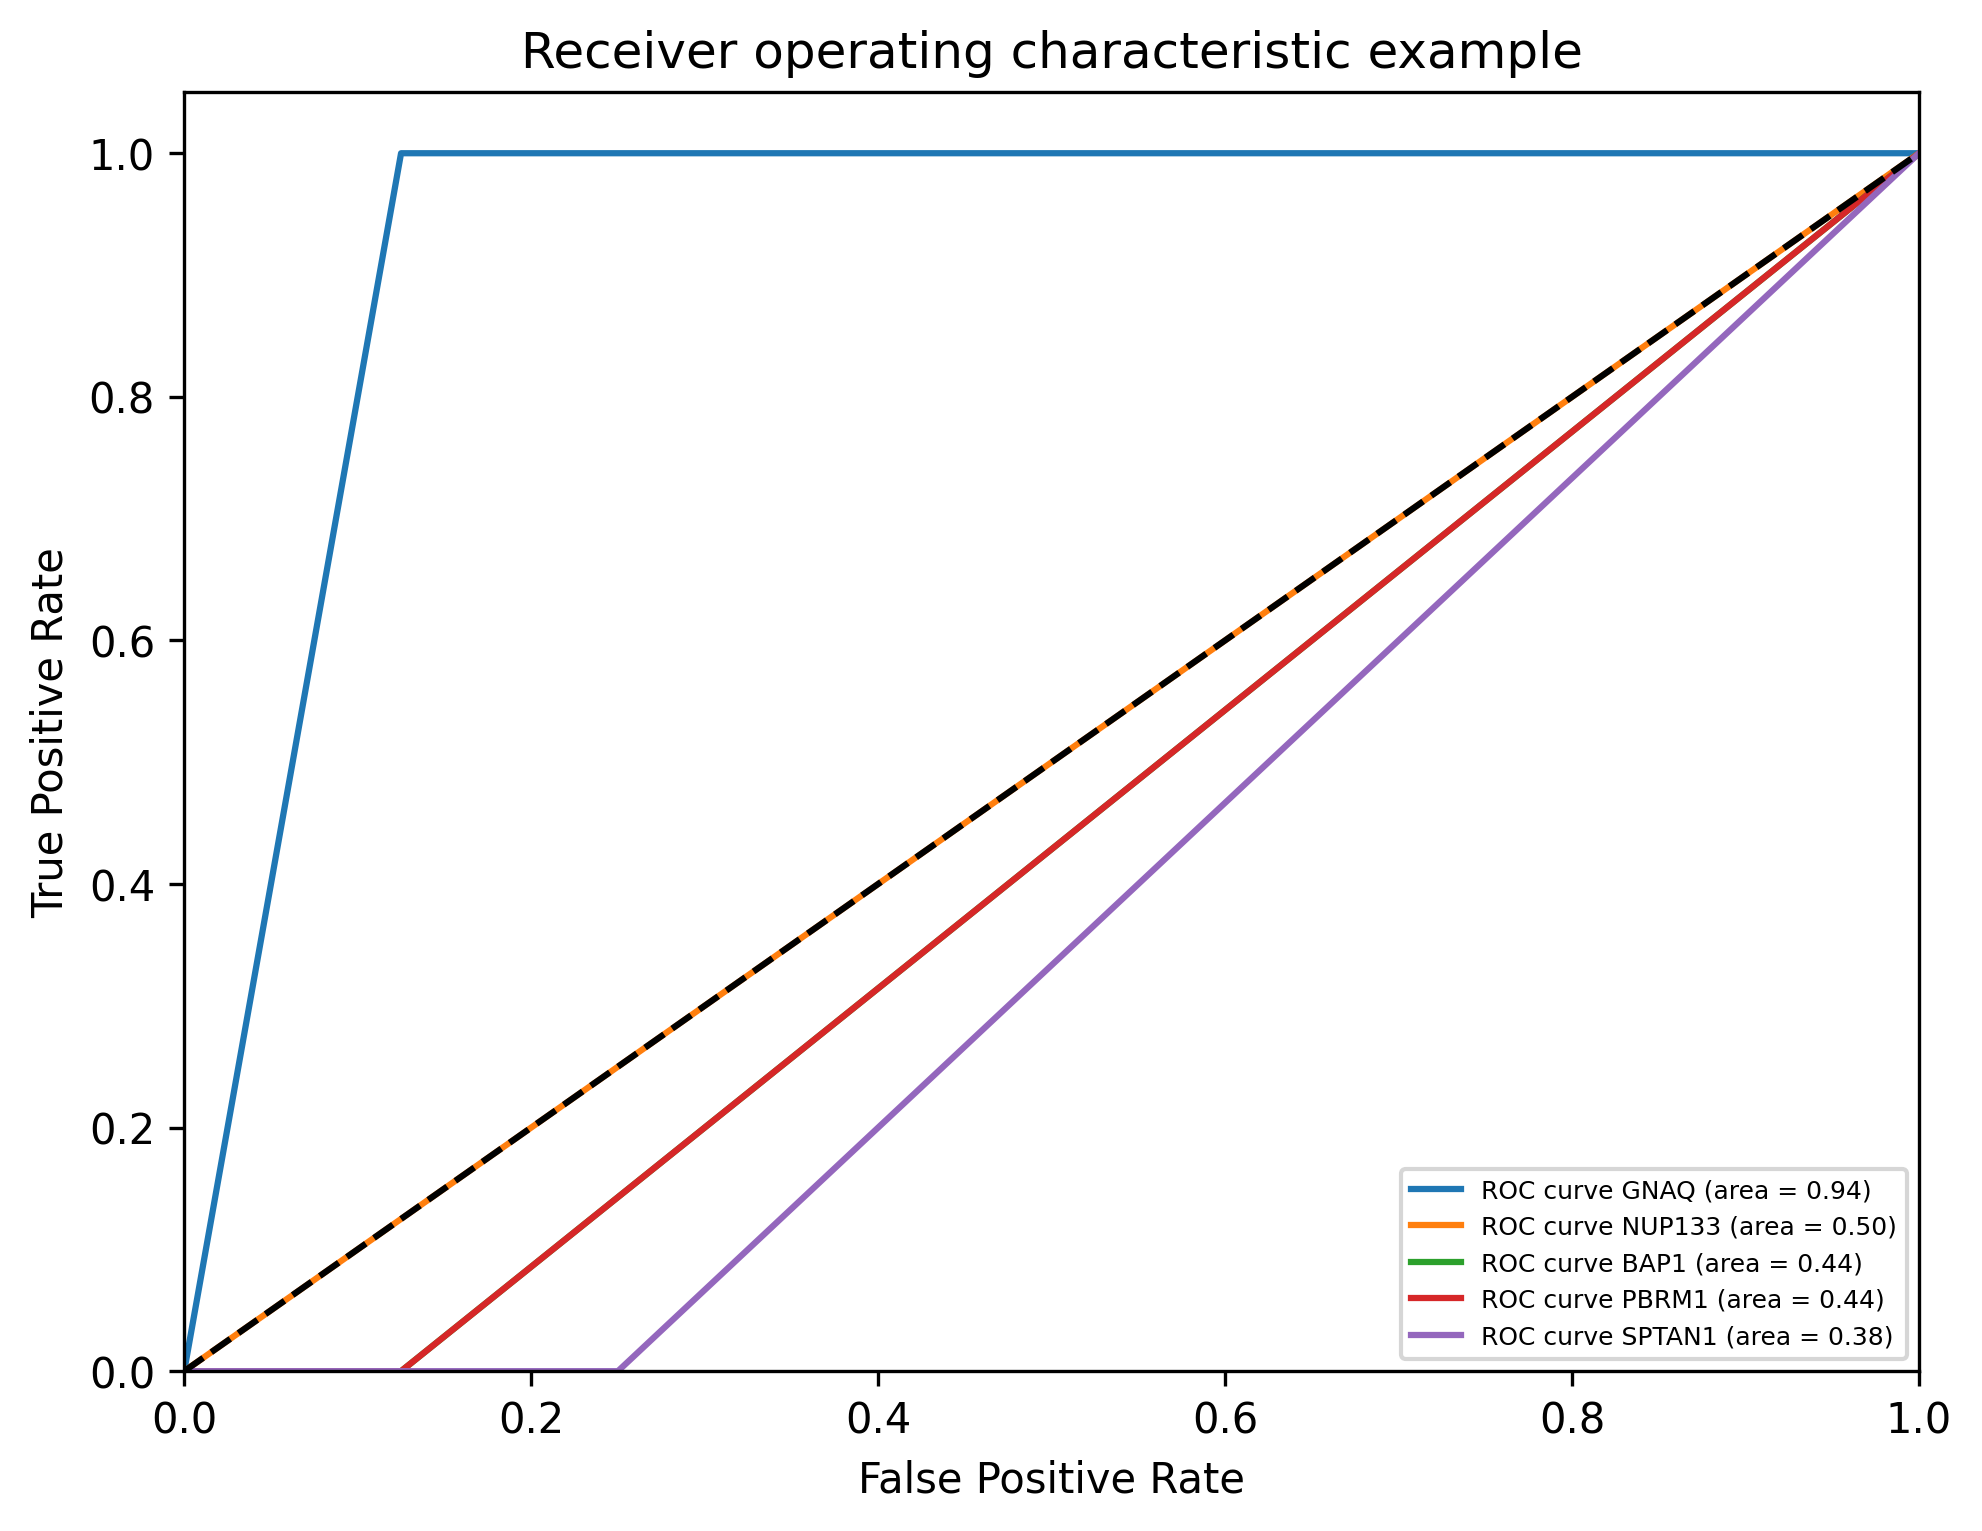 Receiver operating characteristic example
True Positive Rate
1.0
0.8
0.6
0.4
0.2
0.0
ROC curve GNAQ (area = 0.94)
ROC curve NUP133 (area = 0.50)
ROC curve BAP1 (area = 0.44)
ROC curve PBRM1 (area = 0.44)
ROC curve SPTAN1 (area = 0.38)
0.0 0.2 0.4 0.6 0.8 1.0
False Positive Rate